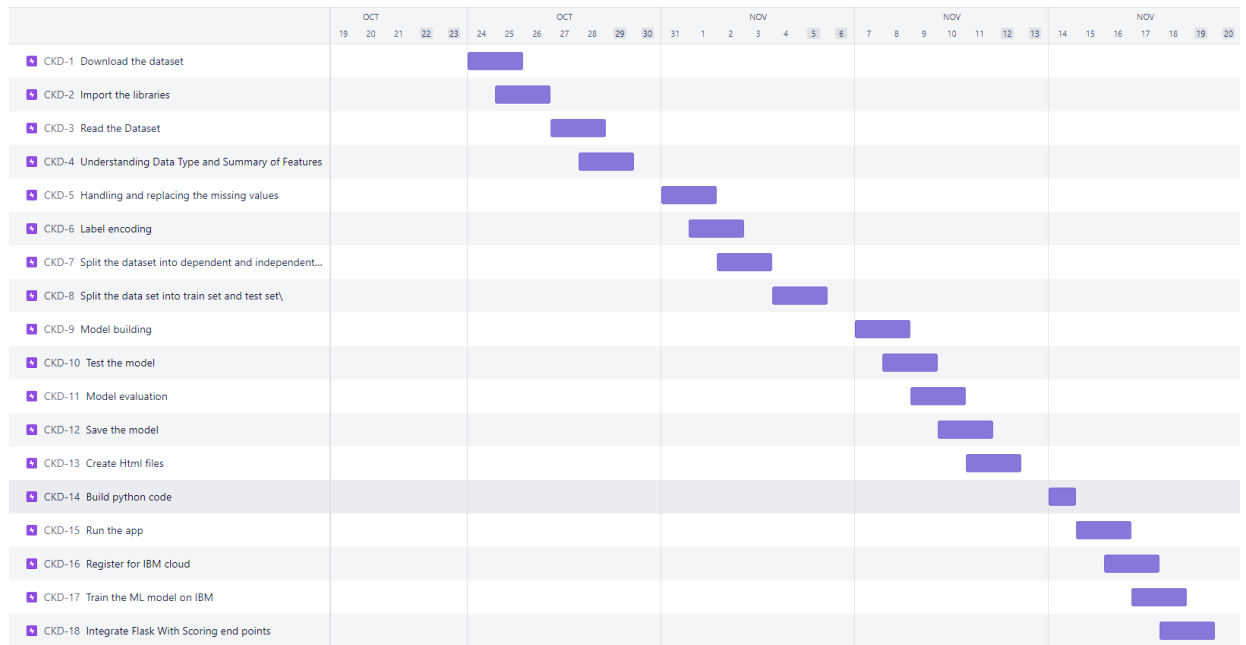 OCT OCT NOV NOV NOV
19 20 21 22 23 24 25 26 27 28 29 30 31 1 2 3 4 5 6 7 8 9 10 11 12 13 14 15 16 17 18 19 20
CKD-1 Download the dataset
CKD-2 Import the libraries
CKD-3 Read the Dataset
CKD-4 Understanding Data Type and Summary of Features
CKD-5 Handling and replacing the missing values
CKD-6 Label encoding
CKD-7 Split the dataset into dependent and independent...
CKD-8 Split the data set into train set and test set\
CKD-9 Model building
CKD-10 Test the model
CKD-11 Model evaluation
CKD-12 Save the model
CKD-13 Create Html files
CKD-14 Build python code
CKD-15 Run the app
CKD-16 Register for IBM cloud
CKD-17 Train the ML model on IBM
CKD-18 Integrate Flask With Scoring end points